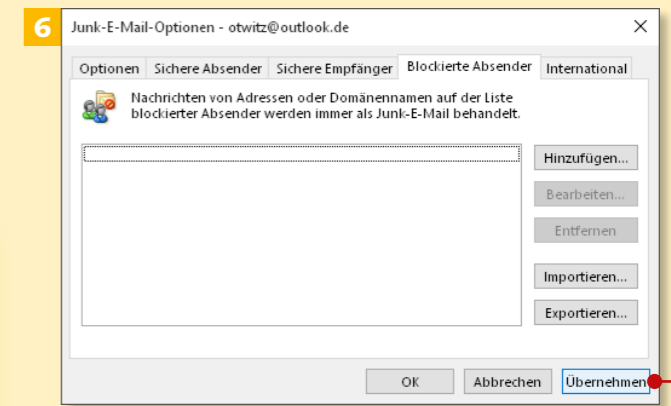 6
Junk-E-Mail-Optionen - otwitz@outlook.de
Optionen Sichere Absender Sichere Empfänger Blockierte Absender International
Nachrichten von Adressen oder Domänennamen auf der Liste
blockierter Absender werden immer als Junk-E-Mail behandelt.
Hinzufügen...
Bearbeiten...
Entfernen
Importieren...
Exportieren...
OK Abbrechen Übernehmen